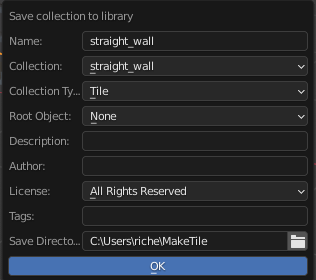 Save collection to library
Name: straight_wall
Collection: straight_wall
Collection Ty... Tile
Root Object: None
Description:
Author:
License: All Rights Reserved
Tags:
Save Directo... C:\Users\riche\MakeTile
OK